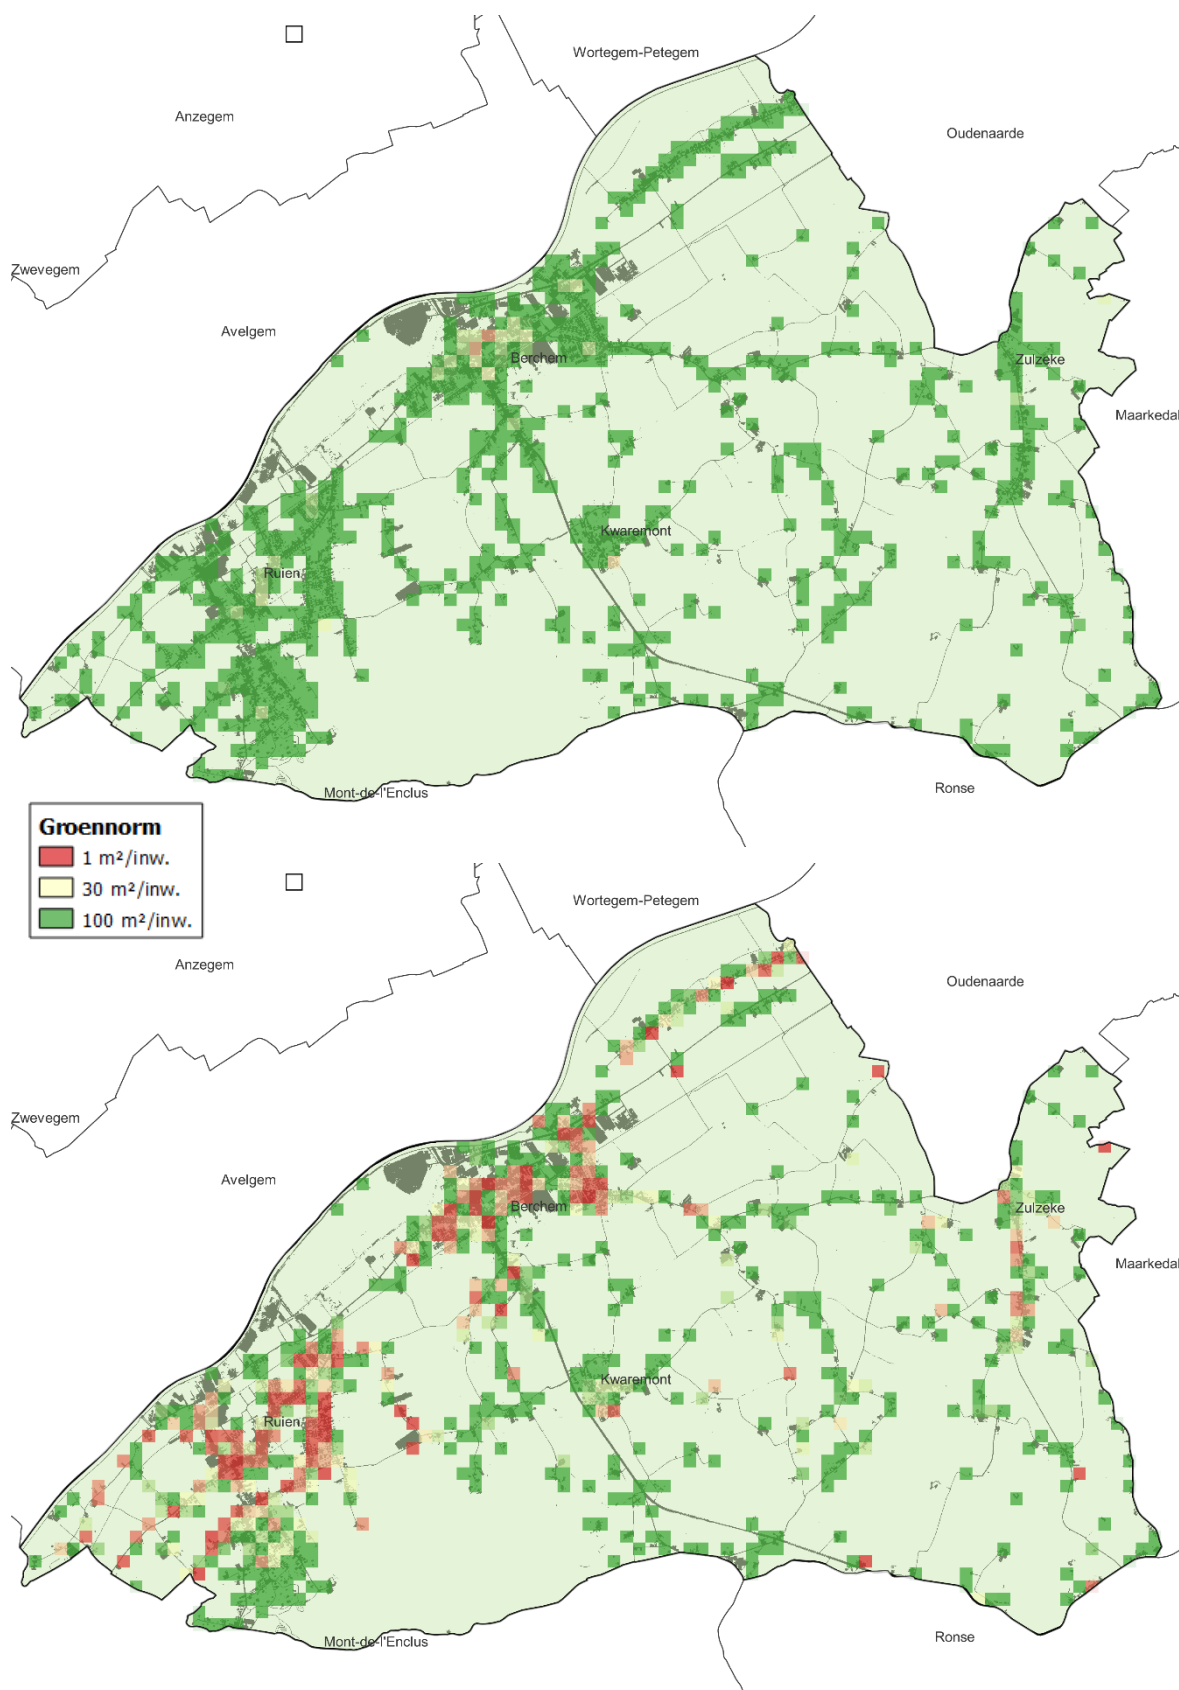 Wortegem-Petegem
Anzegem
Oudenaarde
Zwevegem
Avelgem
Berchem
Zulzeke
Maarkedal
Kwaremont
Ruien
Ronse
Mont-de-l'Enclus
Groennorm
1 m²/inw.
30 m²/inw.
100 m²/inw.
Wortegem-Petegem
Anzegem
Oudenaarde
Zwevegem
Avelgem
Berchem
Zulzeke
Maarkedal
Kwaremont
Ruien
Ronse
Mont-de-l'Enclus